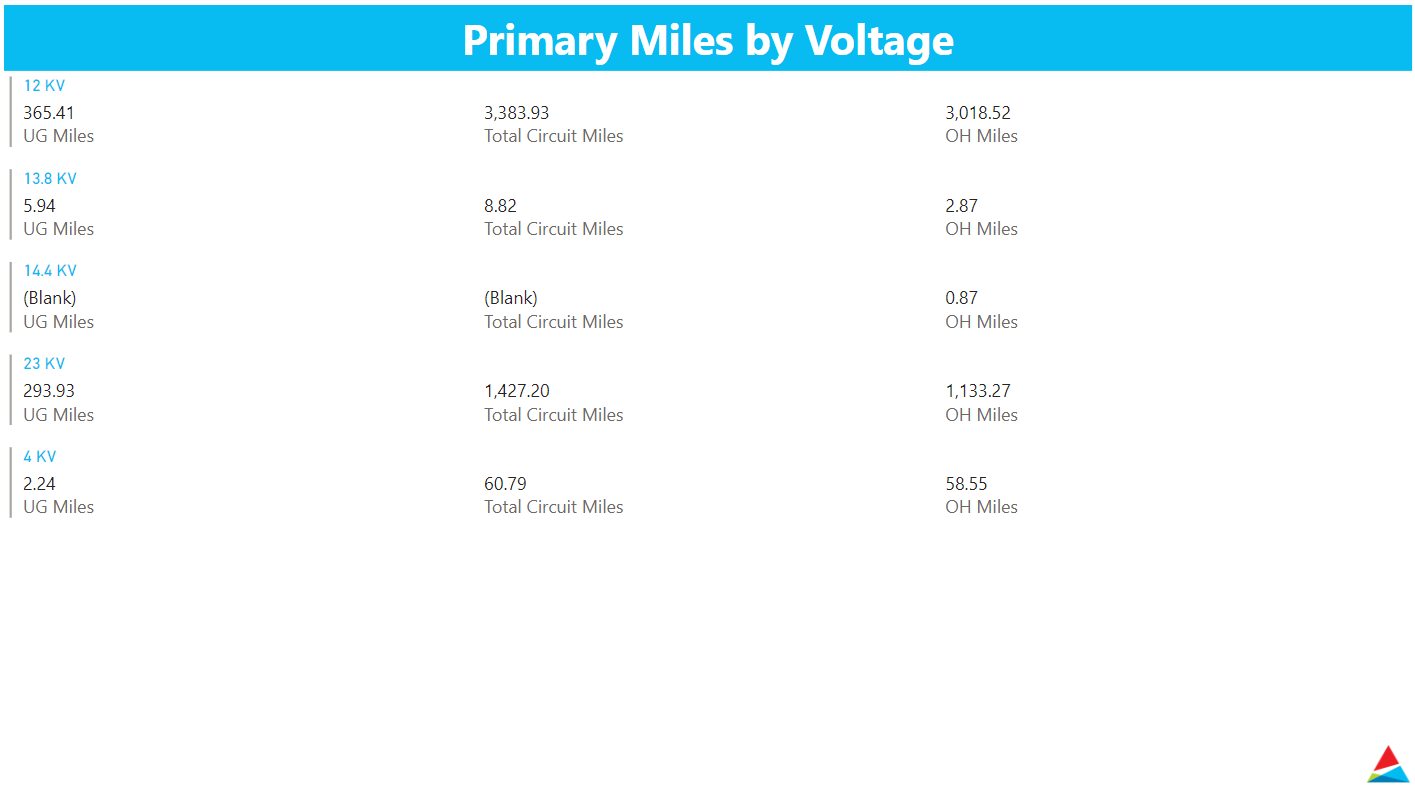 Primary Miles by Voltage
12 KV
365.41 3,383.93 3,018.52
UG Miles Total Circuit Miles OH Miles
13.8 KV
5.94 8.82 2.87
UG Miles Total Circuit Miles OH Miles
14.4 KV
(Blank) (Blank) 0.87
UG Miles Total Circuit Miles OH Miles
23 KV
293.93 1,427.20 1,133.27
UG Miles Total Circuit Miles OH Miles
4 KV
2.24 60.79 58.55
UG Miles Total Circuit Miles OH Miles